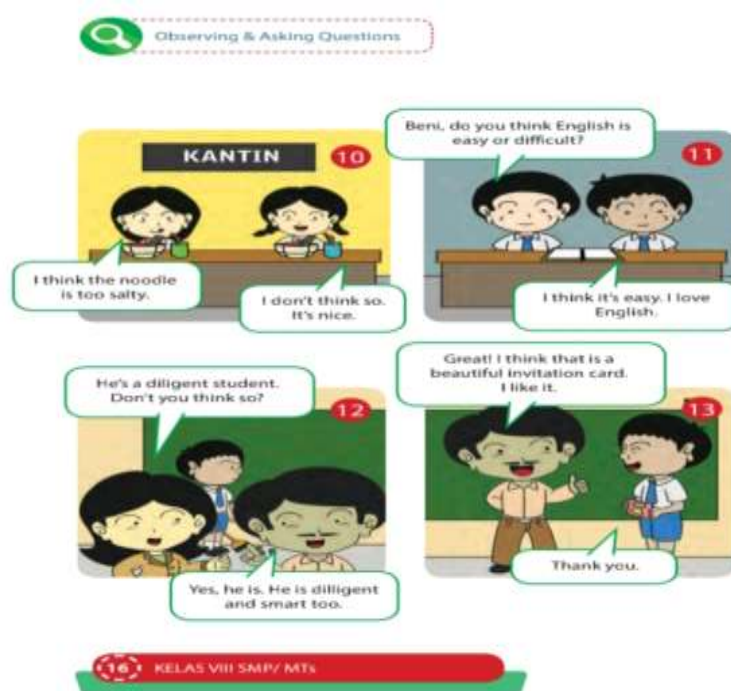 Observing & Asking Questions
KANTIN
10
I think the noodle
is too salty.
I don't think so.
It's nice.
Beni, do you think English is
easy or difficult?
11
I think it's easy. I love
English.
He's a diligent student.
Don't you think so?
12
Yes, he is. He is dilligent
and smart too.
Great! I think that is a
beautiful invitation card.
I like it.
13
Thank you.
16 KELAS VIII SMP/ MTs